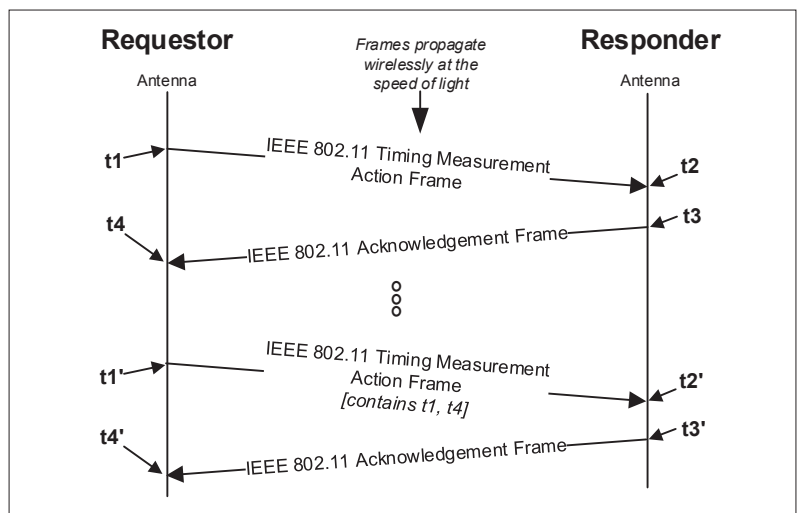 Requestor
Responder
Frames propagate
wirelessly at the
speed of light
Antenna
Antenna
t1
IEEE 802.11 Timing Measurement
Action Frame
t2
t3
t4
IEEE 802.11 Acknowledgement Frame
t1'
IEEE 802.11 Timing Measurement
Action Frame
[contains t1, t4]
t2'
t3'
t4'
IEEE 802.11 Acknowledgement Frame